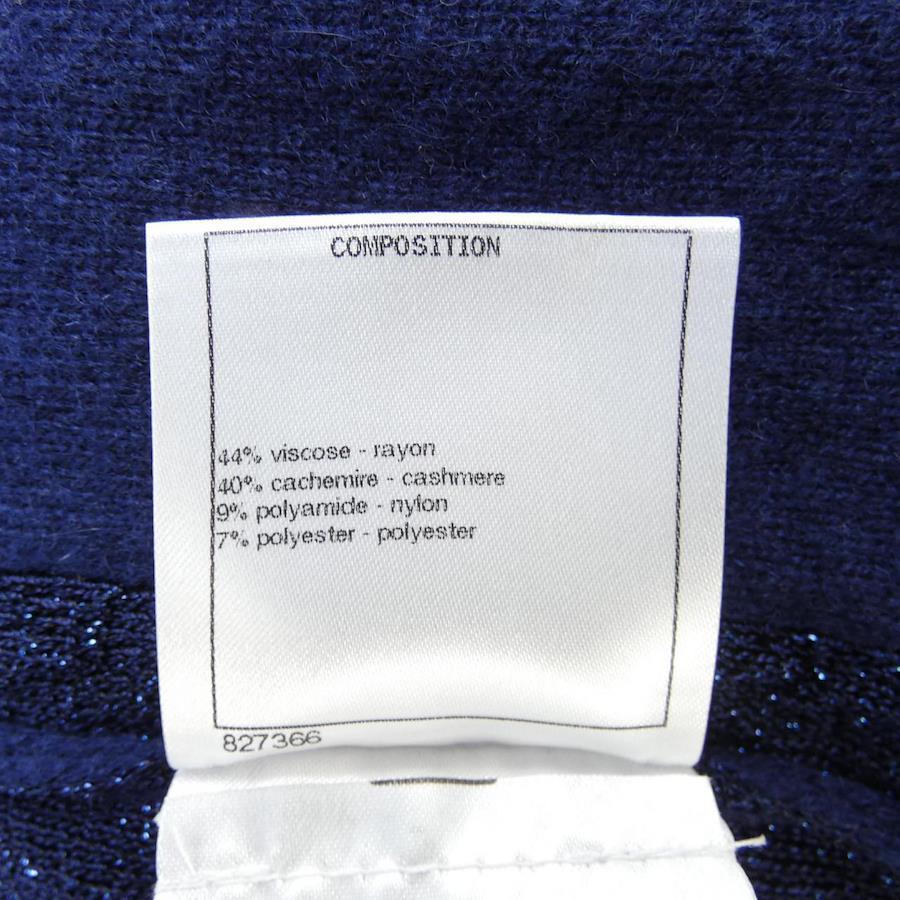 COMPOSITION
44% viscose - rayon
40% cachemire - cashmere
9% polyamide - nylon
7% polyester - polyester
827366